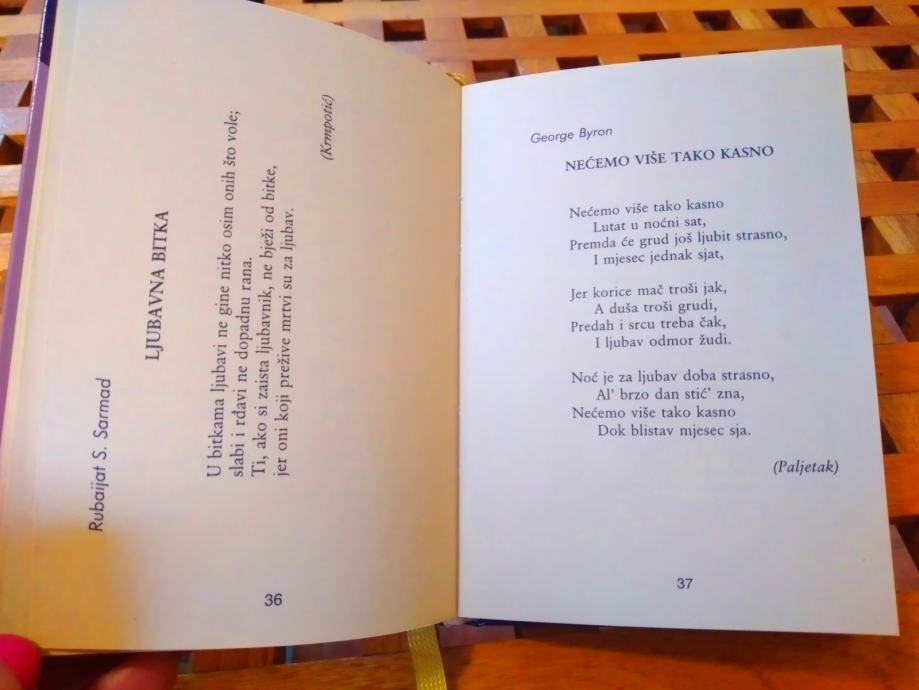 Rubaijat S. Sarmad
LJUBAVNA BITKA
U bitkama ljubavi ne gine nitko osim onih što vole;
slabi i rđavi ne dopadnu rana.
Ti, ako si zaista ljubavnik, ne bježi od bitke,
jer oni koji prežive mrtvi su za ljubav.
(Krmpotić)
36
George Byron
NEĆEMO VIŠE TAKO KASNO
Nećemo više tako kasno
Lutat u noćni sat,
Premda će grud još ljubit strasno,
I mjesec jednak sjat,
Jer korice mač troši jak,
A duša troši grudi,
Predah i srcu treba čak,
I ljubav odmor žudi.
Noć je za ljubav doba strasno,
Al' brzo dan stić' zna,
Nećemo više tako kasno
Dok blistav mjesec sja.
(Paljetak)
37